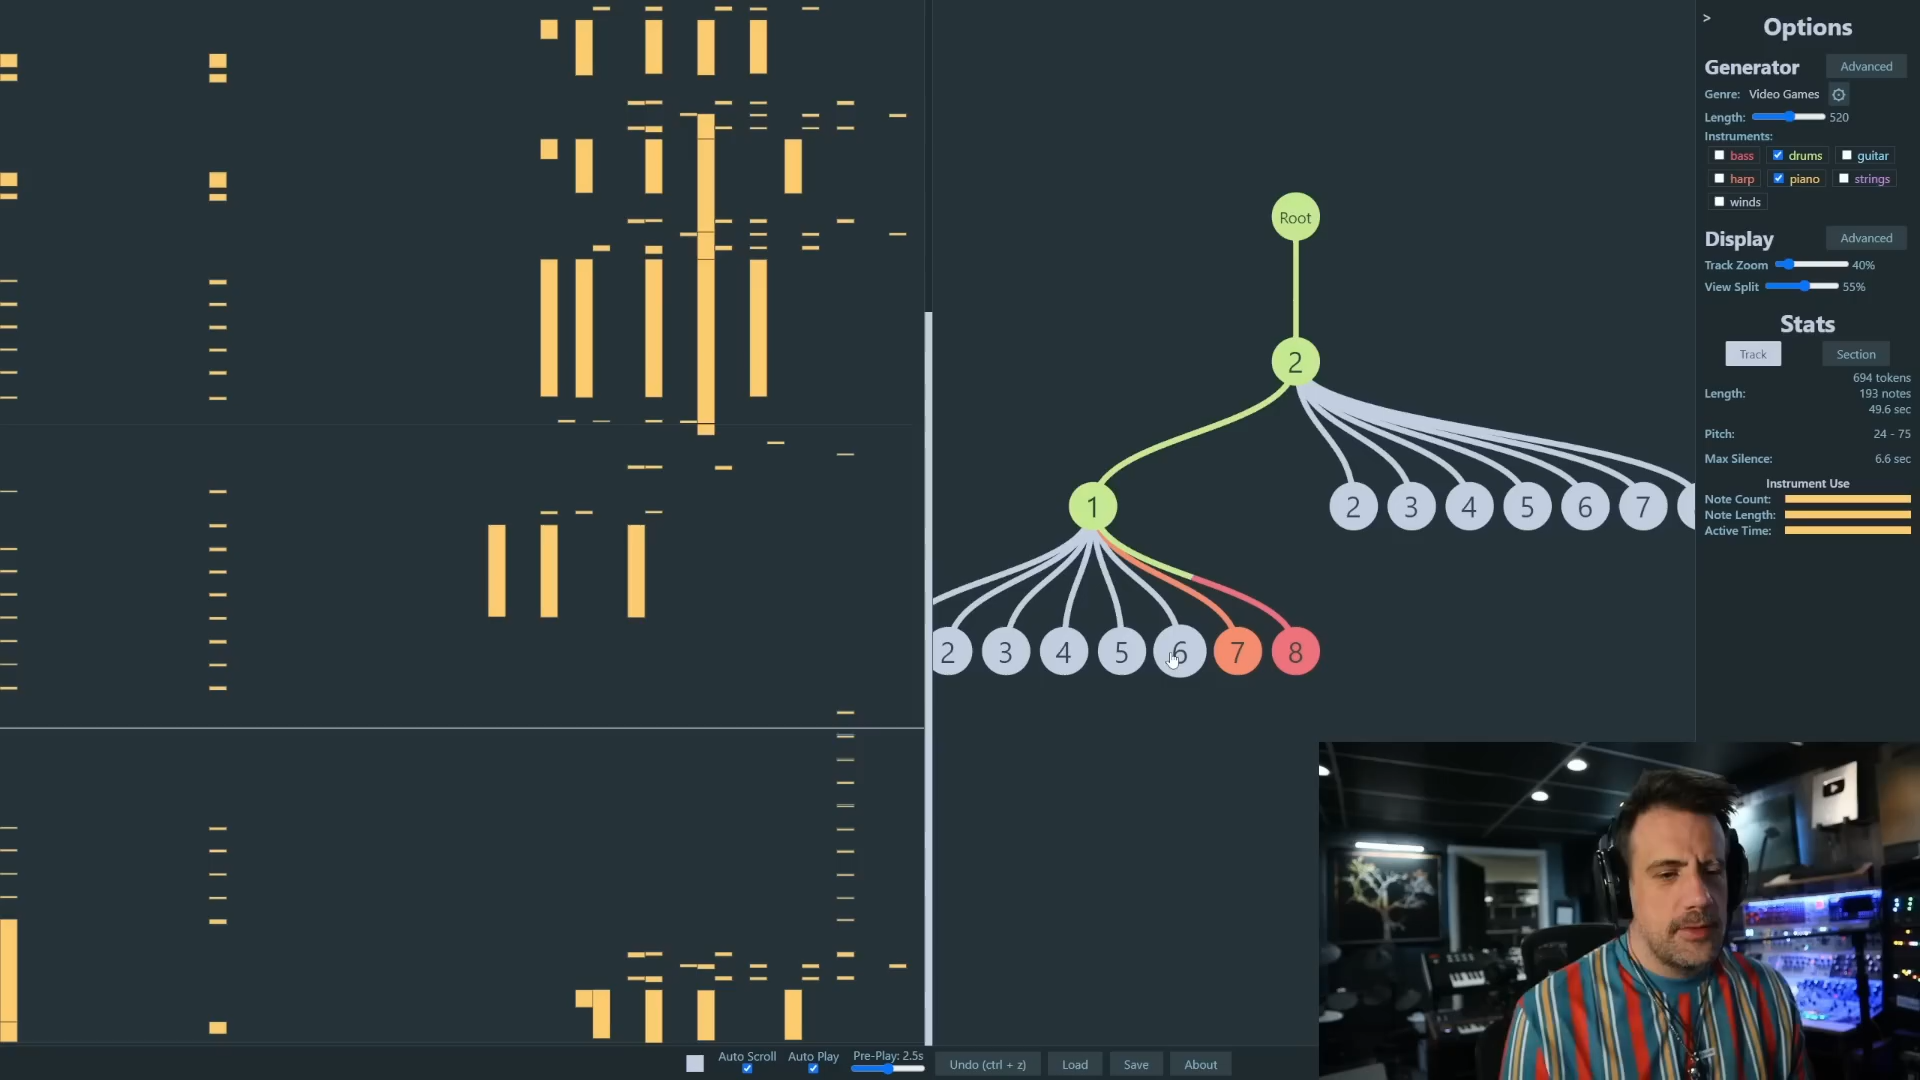 >
Options
Generator
Advanced
Genre: Video Games
Length: 520
Instruments:
bass drums guitar
harp piano strings
winds
Display
Advanced
Track Zoom 40%
View Split 55%
Stats
Track Section
694 tokens
Length: 193 notes
49.6 sec
Pitch: 24 - 75
Max Silence: 6.6 sec
Instrument Use
Note Count:
Note Length:
Active Time:
Root
2
1 2 3 4 5 6 7
2 3 4 5 6 7 8
Auto Scroll Auto Play Pre-Play: 2.5s Undo (ctrl + z) Load Save About